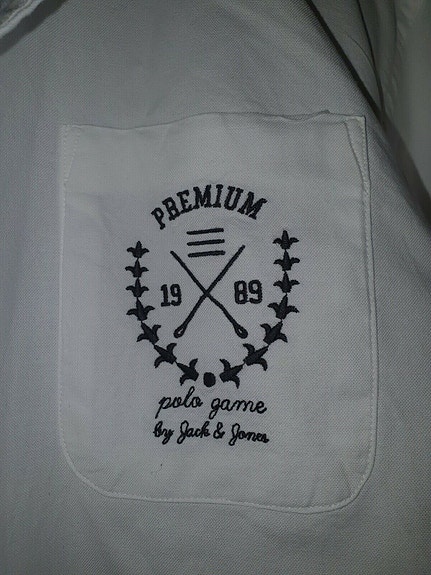 PREMIUM
19 89
polo game
by Jack & Jones